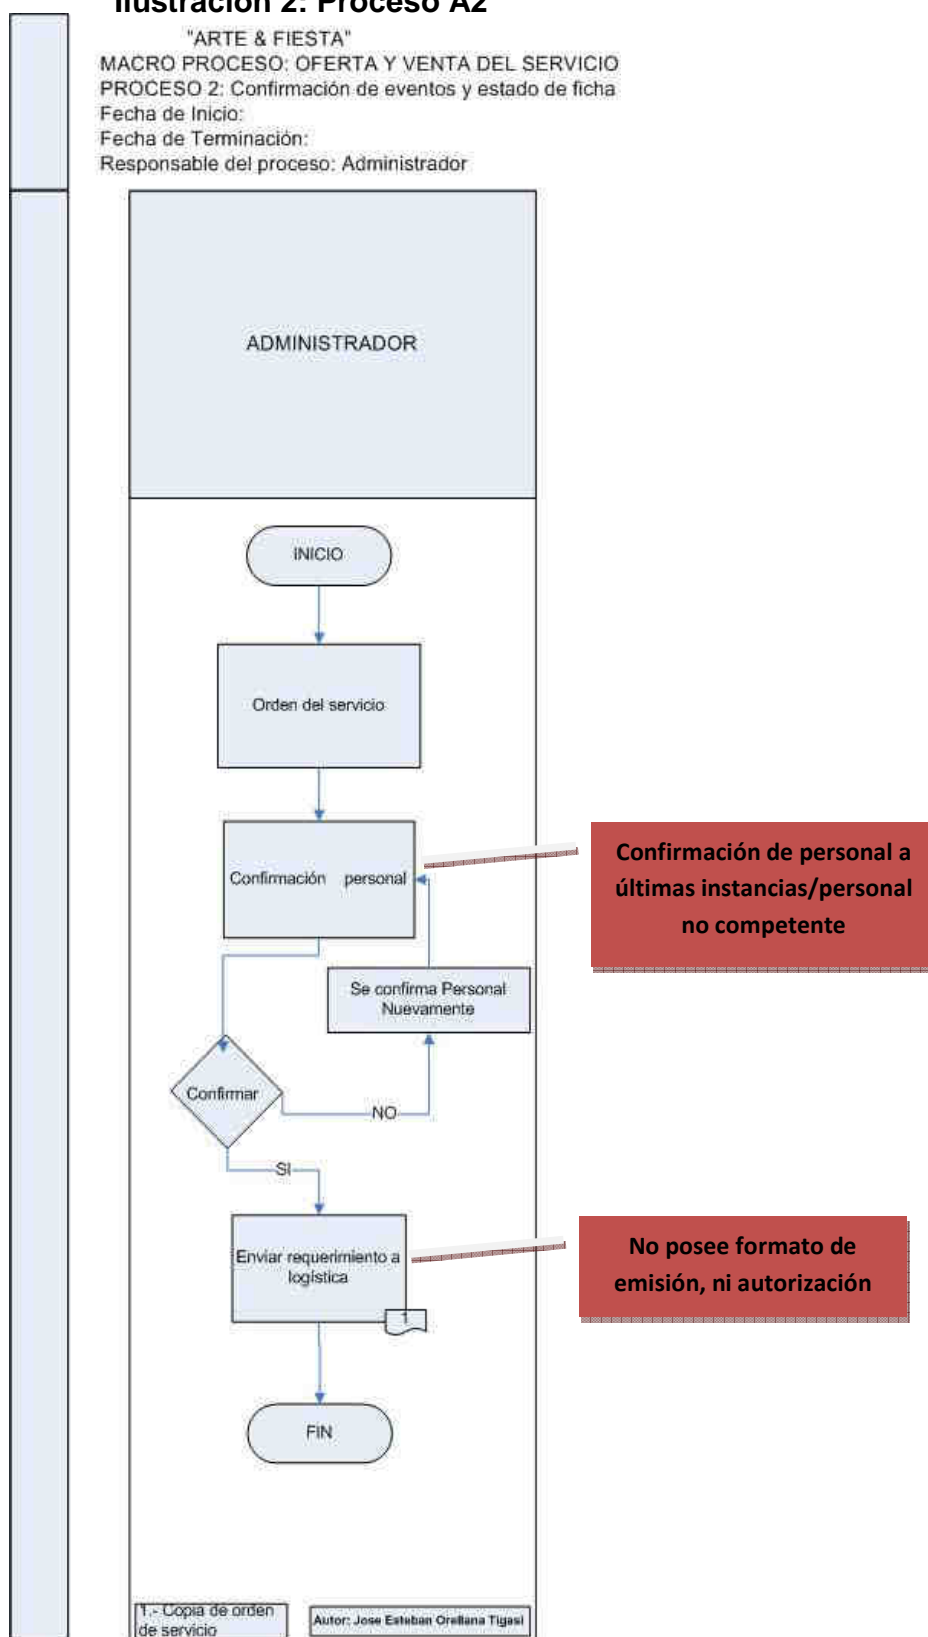 Ilustración 2: Proceso A2
"ARTE & FIESTA"
MACRO PROCESO: OFERTA Y VENTA DEL SERVICIO
PROCESO 2: Confirmación de eventos y estado de ficha
Fecha de Inicio:
Fecha de Terminación:
Responsable del proceso: Administrador
ADMINISTRADOR
INICIO
Orden del servicio
Confirmación personal
Confirmación de personal a
últimas instancias/personal
no competente
Se confirma Personal
Nuevamente
Confirmar
NO
SI
Enviar requerimiento a
logística
1
No posee formato de
emisión, ni autorización
FIN
1.- Copia de orden
de servicio
Autor: Jose Esteban Orellana Tigasi